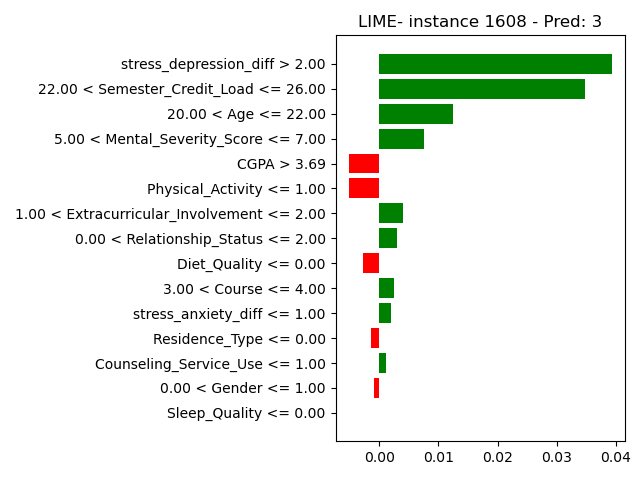 LIME- instance 1608 - Pred: 3
stress_depression_diff > 2.00
22.00 < Semester_Credit_Load <= 26.00
20.00 < Age <= 22.00
5.00 < Mental_Severity_Score <= 7.00
CGPA > 3.69
Physical_Activity <= 1.00
1.00 < Extracurricular_Involvement <= 2.00
0.00 < Relationship_Status <= 2.00
Diet_Quality <= 0.00
3.00 < Course <= 4.00
stress_anxiety_diff <= 1.00
Residence_Type <= 0.00
Counseling_Service_Use <= 1.00
0.00 < Gender <= 1.00
Sleep_Quality <= 0.00
0.00 0.01 0.02 0.03 0.04